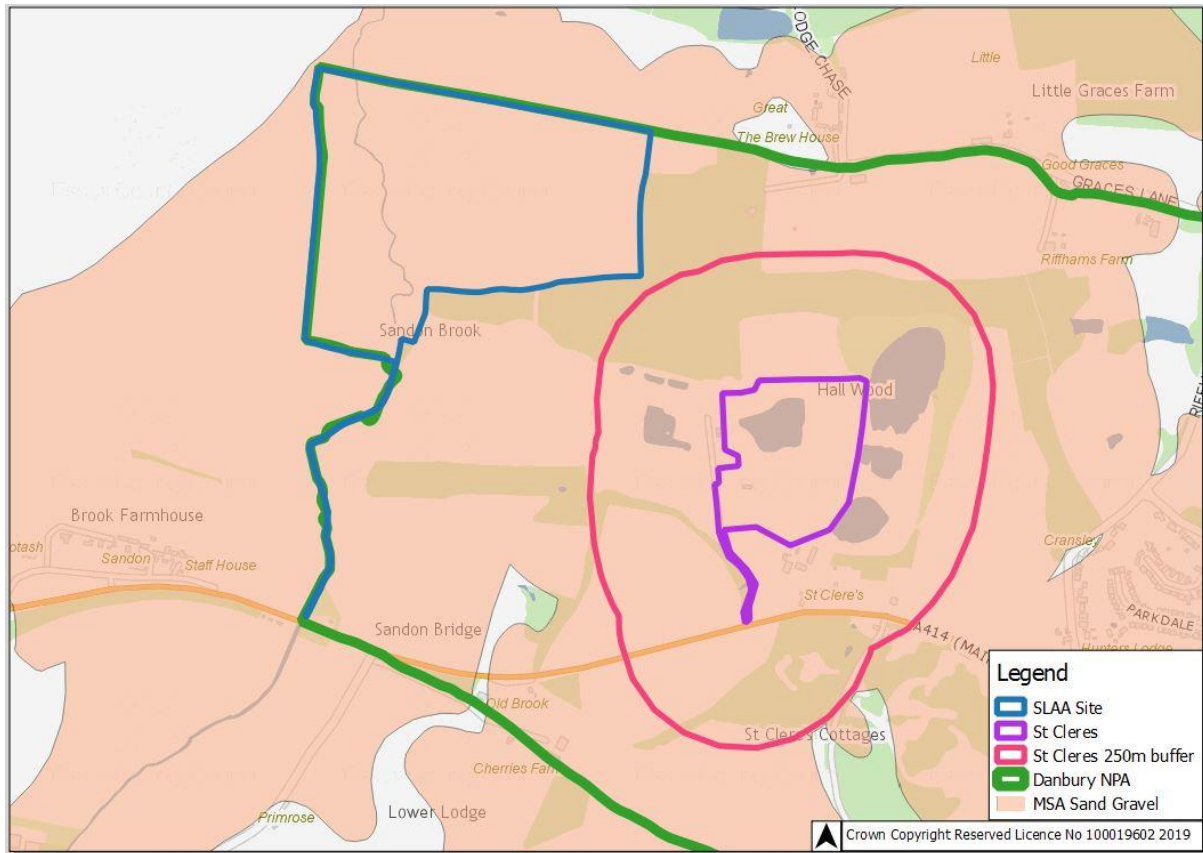 LODGE CHASE
Little
Little Graces Farm
Great
The Brew House
Good Graces
GRACES LANE
Riffhams Farm
Sandon Brook
Hall Wood
Brook Farmhouse
otash
Sandon
Staff House
Cransley
St Clere's
PARKDALE
Sandon Bridge
A414 (MAI
Hunters Lodge
Old Brook
St Clere's Cottages
Cherries Farm
Primrose
Lower Lodge
Legend
SLAA Site
St Cleres
St Cleres 250m buffer
Danbury NPA
MSA Sand Gravel
Crown Copyright Reserved Licence No 100019602 2019